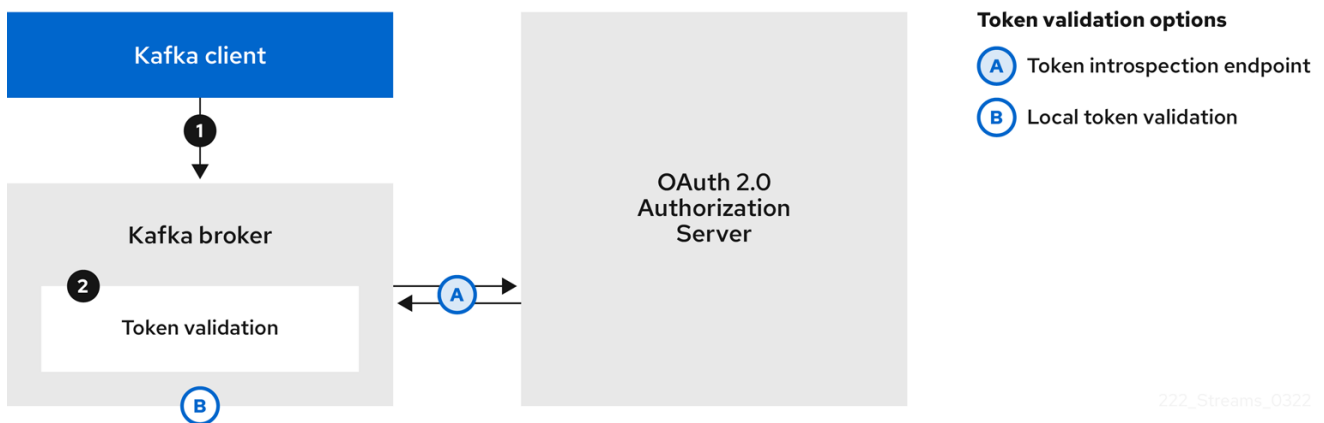 Kafka client
1
Kafka broker
2
Token validation
B
A
OAuth 2.0
Authorization
Server
Token validation options
A Token introspection endpoint
B Local token validation
222_Streams_0322